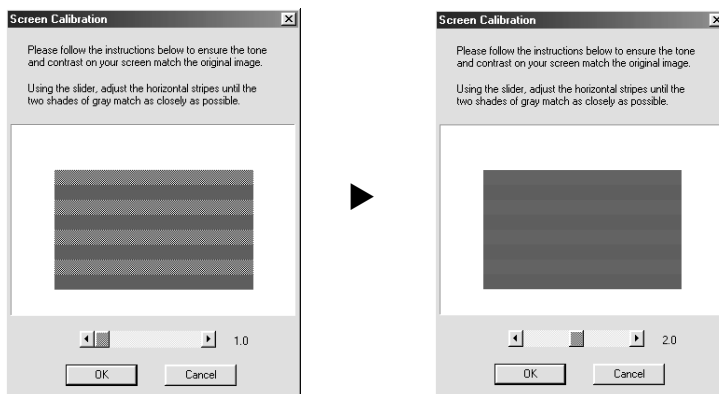 Screen Calibration
Please follow the instructions below to ensure the tone
and contrast on your screen match the original image.
Using the slider, adjust the horizontal stripes until the
two shades of gray match as closely as possible.
1.0
OK
Cancel
Screen Calibration
Please follow the instructions below to ensure the tone
and contrast on your screen match the original image.
Using the slider, adjust the horizontal stripes until the
two shades of gray match as closely as possible.
2.0
OK
Cancel